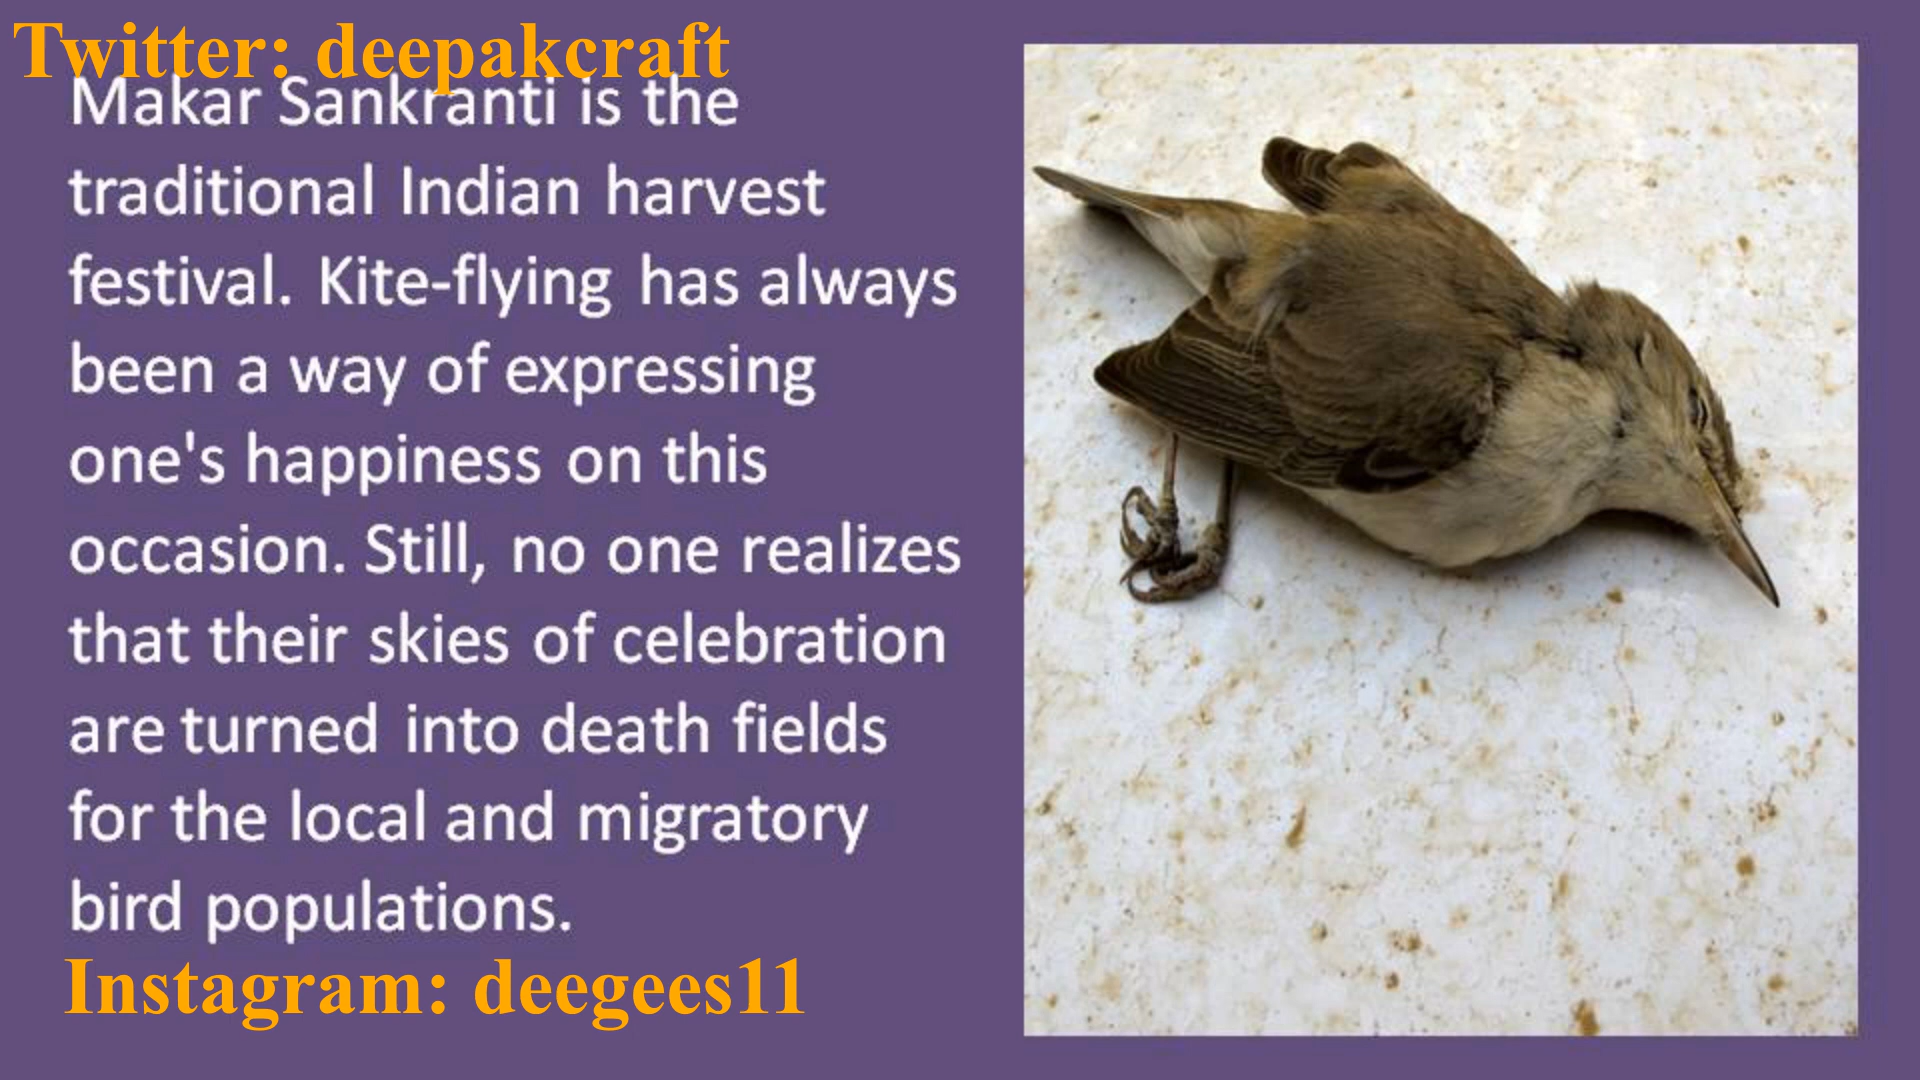 Twitter: deepakcraft
Makar Sankranti is the
traditional Indian harvest
festival. Kite-flying has always
been a way of expressing
one's happiness on this
occasion. Still, no one realizes
that their skies of celebration
are turned into death fields
for the local and migratory
bird populations.
Instagram: deegees11